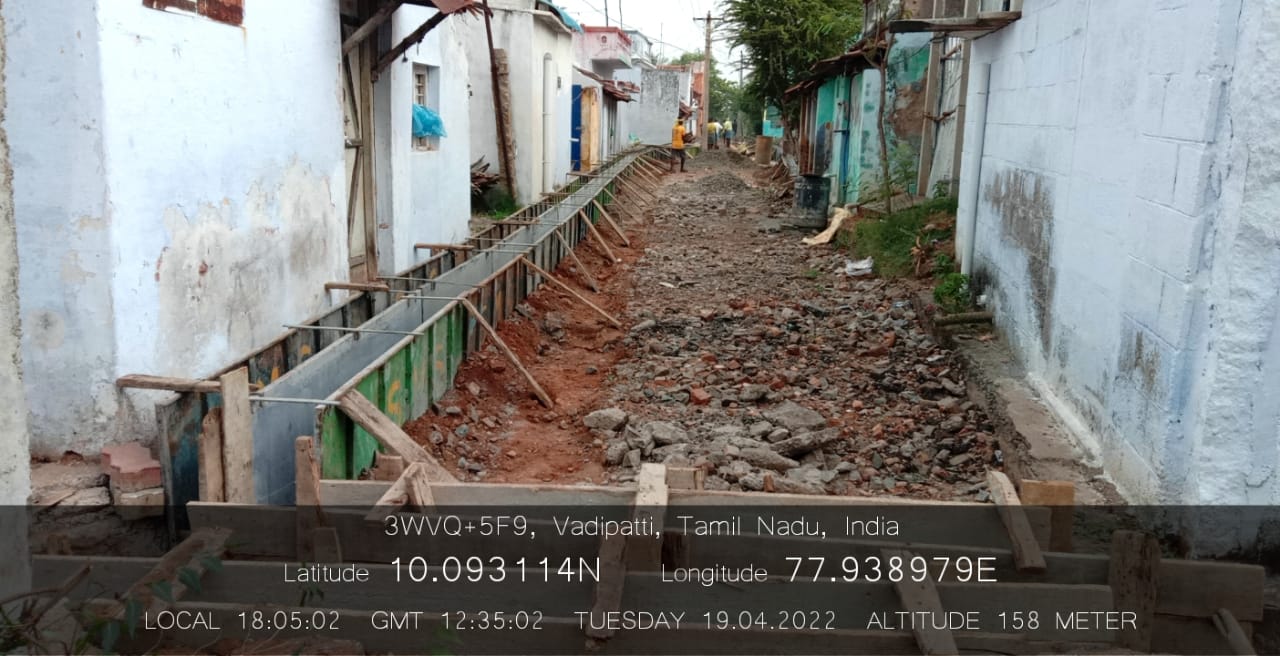 3WVQ+5F9, Vadipatti, Tamil Nadu, India
Latitude 10.093114N Longitude 77.938979E
LOCAL 18:05:02 GMT 12:35:02 TUESDAY 19.04.2022 ALTITUDE 158 METER